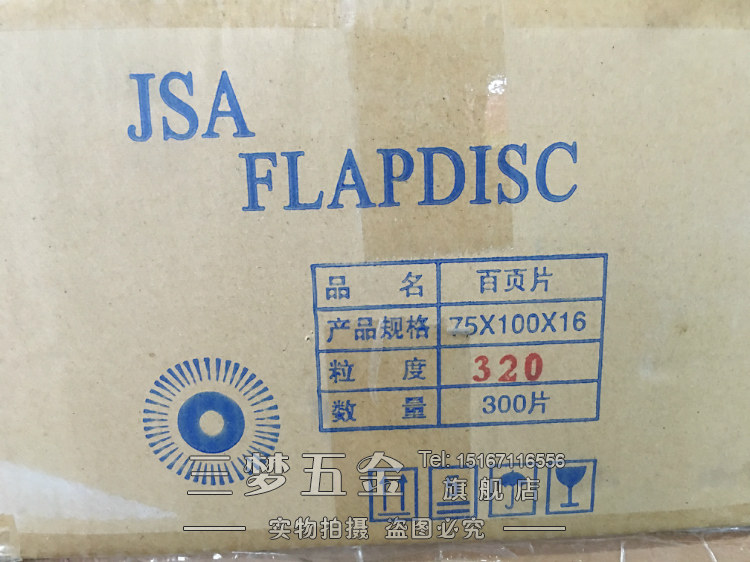 JSA
FLAPDISC
品 名 百页片
产品规格 75X100X16
粒 度 320
数 量 300片
三梦五金 Tel: 15167116556
旗舰店
实物拍摄 盗图必究